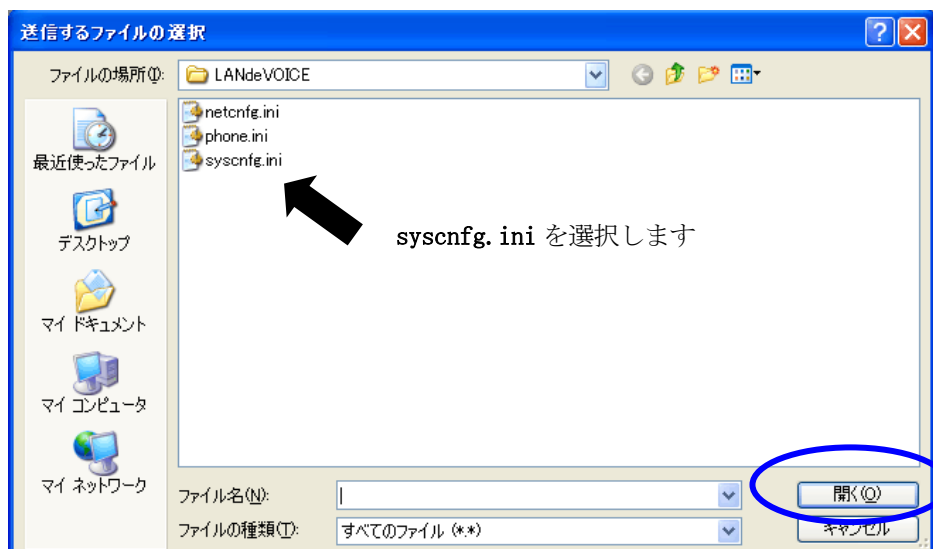 送信するファイルの選択
ファイルの場所(I):
LANdeVOICE
netcnfg.ini
phone.ini
syscnfg.ini
最近使ったファイル
デスクトップ
マイ ドキュメント
マイ コンピュータ
マイ ネットワーク
syscnfg.ini を選択します
ファイル名(N):
開く(O)
ファイルの種類(T):
すべてのファイル (*.*)
キャンセル